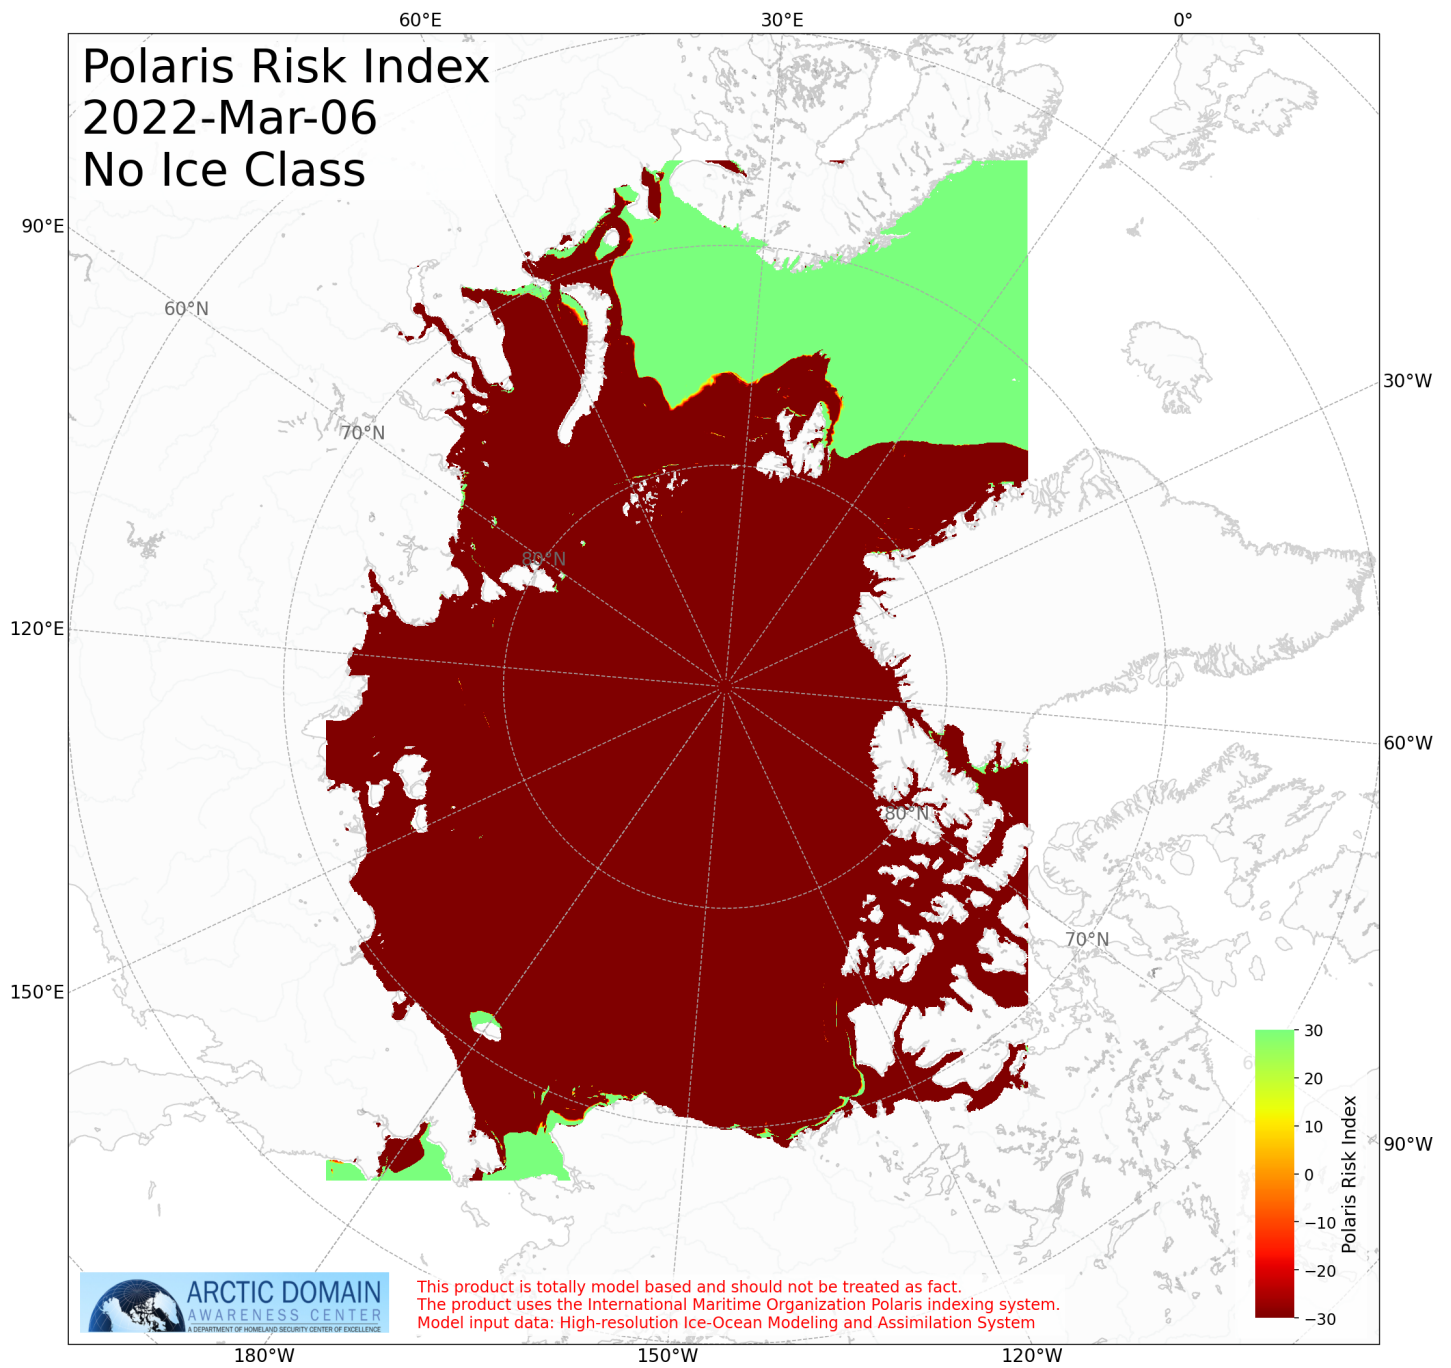 60°E
30°E
0°
Polaris Risk Index
2022-Mar-06
No Ice Class
90°E
60°N
30°W
70°N
80°N
120°E
60°W
80°N
70°N
150°E
30
20
10
0
−10
−20
−30
Polaris Risk Index
90°W
ARCTIC DOMAIN
AWARENESS CENTER
A DEPARTMENT OF HOMELAND SECURITY CENTER OF EXCELLENCE
This product is totally model based and should not be treated as fact.
The product uses the International Maritime Organization Polaris indexing system.
Model input data: High-resolution Ice-Ocean Modeling and Assimilation System
180°W
150°W
120°W